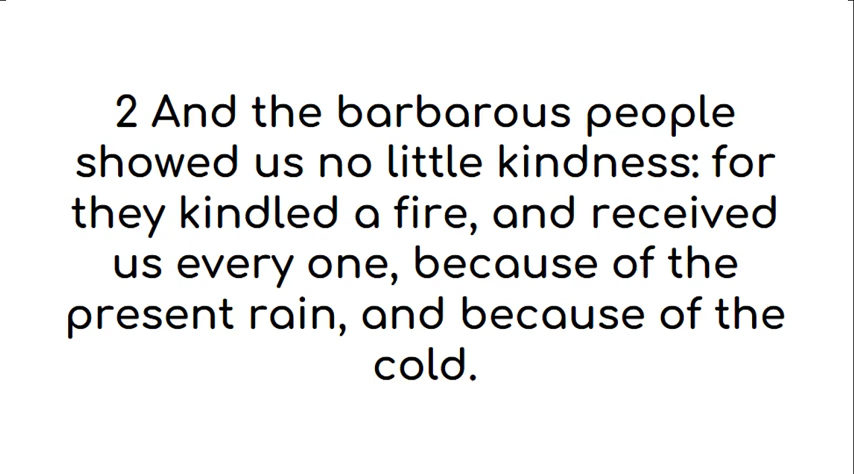 2 And the barbarous people
showed us no little kindness: for
they kindled a fire, and received
us every one, because of the
present rain, and because of the
cold.